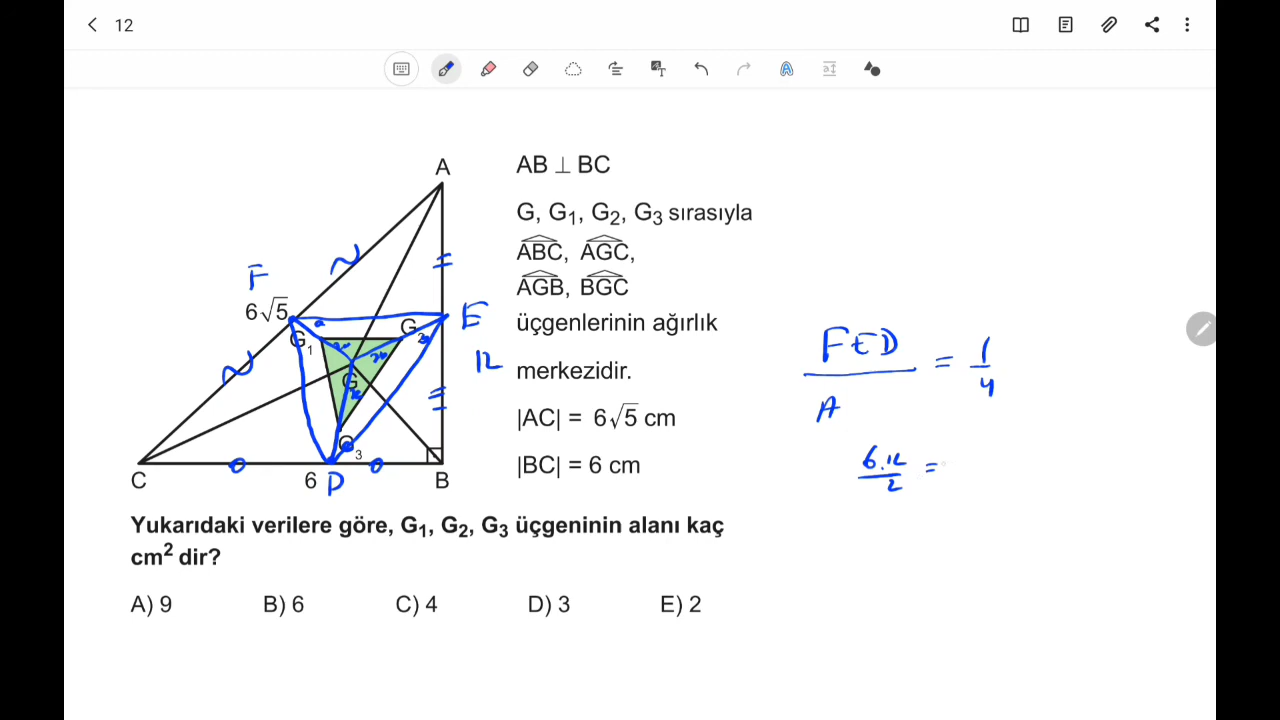 12
A
AB ⊥ BC
G, G1, G2, G3 sırasıyla
ABC, AGC,
AGB, BGC
üçgenlerinin ağırlık
merkezidir.
|AC| = 6√5 cm
|BC| = 6 cm
F
6√5
E
12
G1
G2
G
G3
a
C
6
D
B
FED
A
= 1/4
6.12/2 =
Yukarıdaki verilere göre, G1, G2, G3 üçgeninin alanı kaç
cm2 dir?
A) 9 B) 6 C) 4 D) 3 E) 2